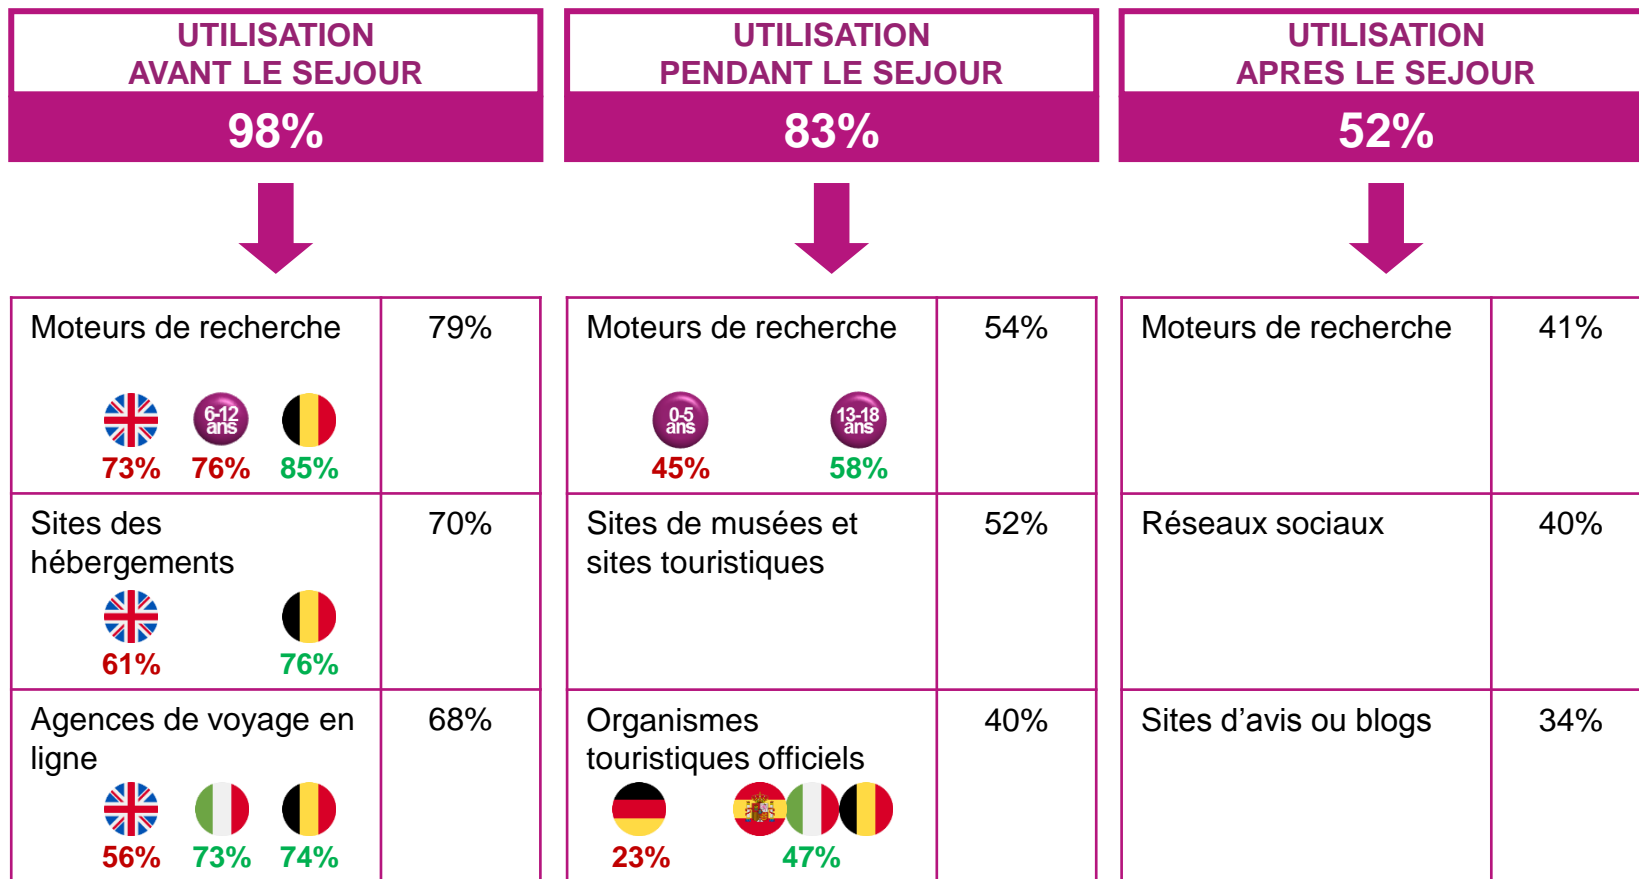 UTILISATION
AVANT LE SEJOUR
98%
UTILISATION
PENDANT LE SEJOUR
83%
UTILISATION
APRES LE SEJOUR
52%
Moteurs de recherche 79%
6-12
ans
73% 76% 85%
Sites des
hébergements
70%
61% 76%
Agences de voyage en
ligne
68%
56% 73% 74%
Moteurs de recherche 54%
0-5
ans
13-18
ans
45% 58%
Sites de musées et
sites touristiques
52%
Organismes
touristiques officiels
40%
23% 47%
Moteurs de recherche 41%
Réseaux sociaux 40%
Sites d’avis ou blogs 34%